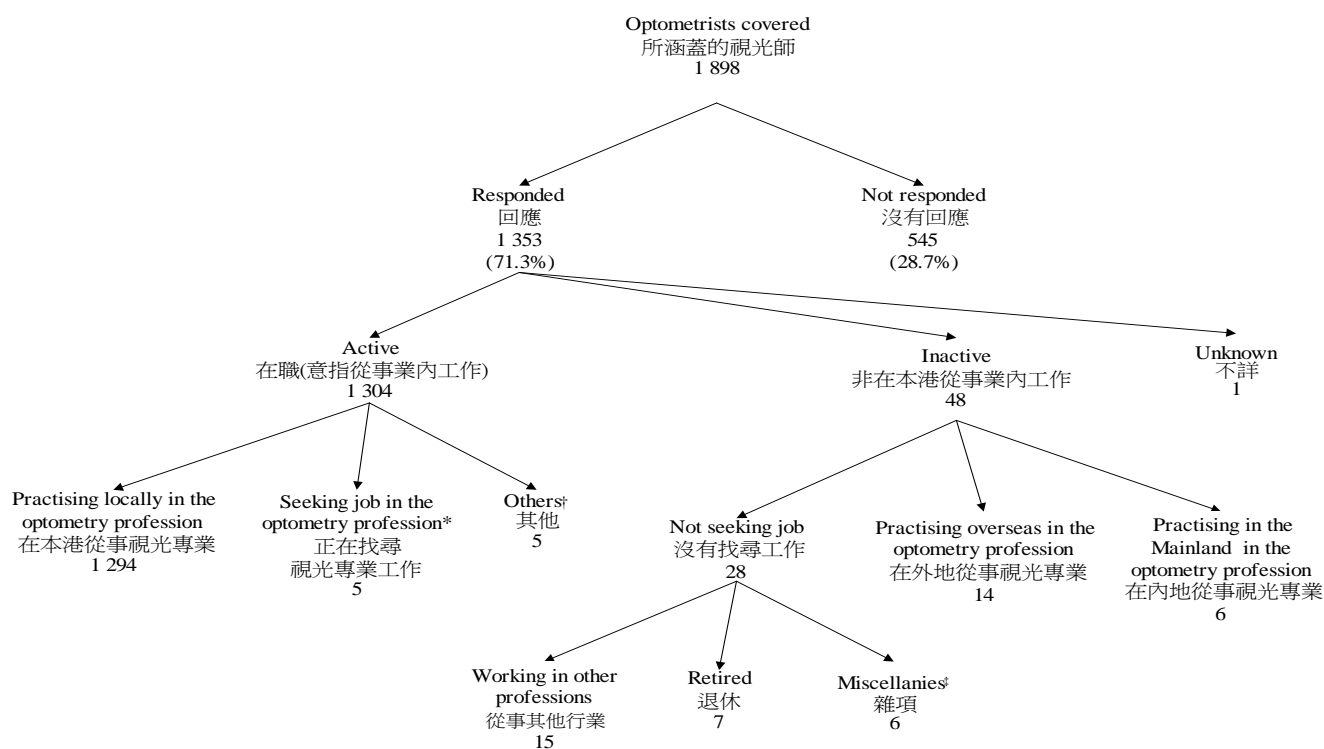 Optometrists covered
所涵蓋的視光師
1 898
Responded
回應
1 353
(71.3%)
Not responded
沒有回應
545
(28.7%)
Active
在職(意指從事業內工作)
1 304
Inactive
非在本港從事業內工作
48
Unknown
不詳
1
Practising locally in the
optometry profession
在本港從事視光專業
1 294
Seeking job in the
optometry profession*
正在找尋
視光專業工作
5
Others†
其他
5
Not seeking job
沒有找尋工作
28
Practising overseas in the
optometry profession
在外地從事視光專業
14
Practising in the
Mainland in the
optometry profession
在內地從事視光專業
6
Working in other
professions
從事其他行業
15
Retired
退休
7
Miscellanies‡
雜項
6